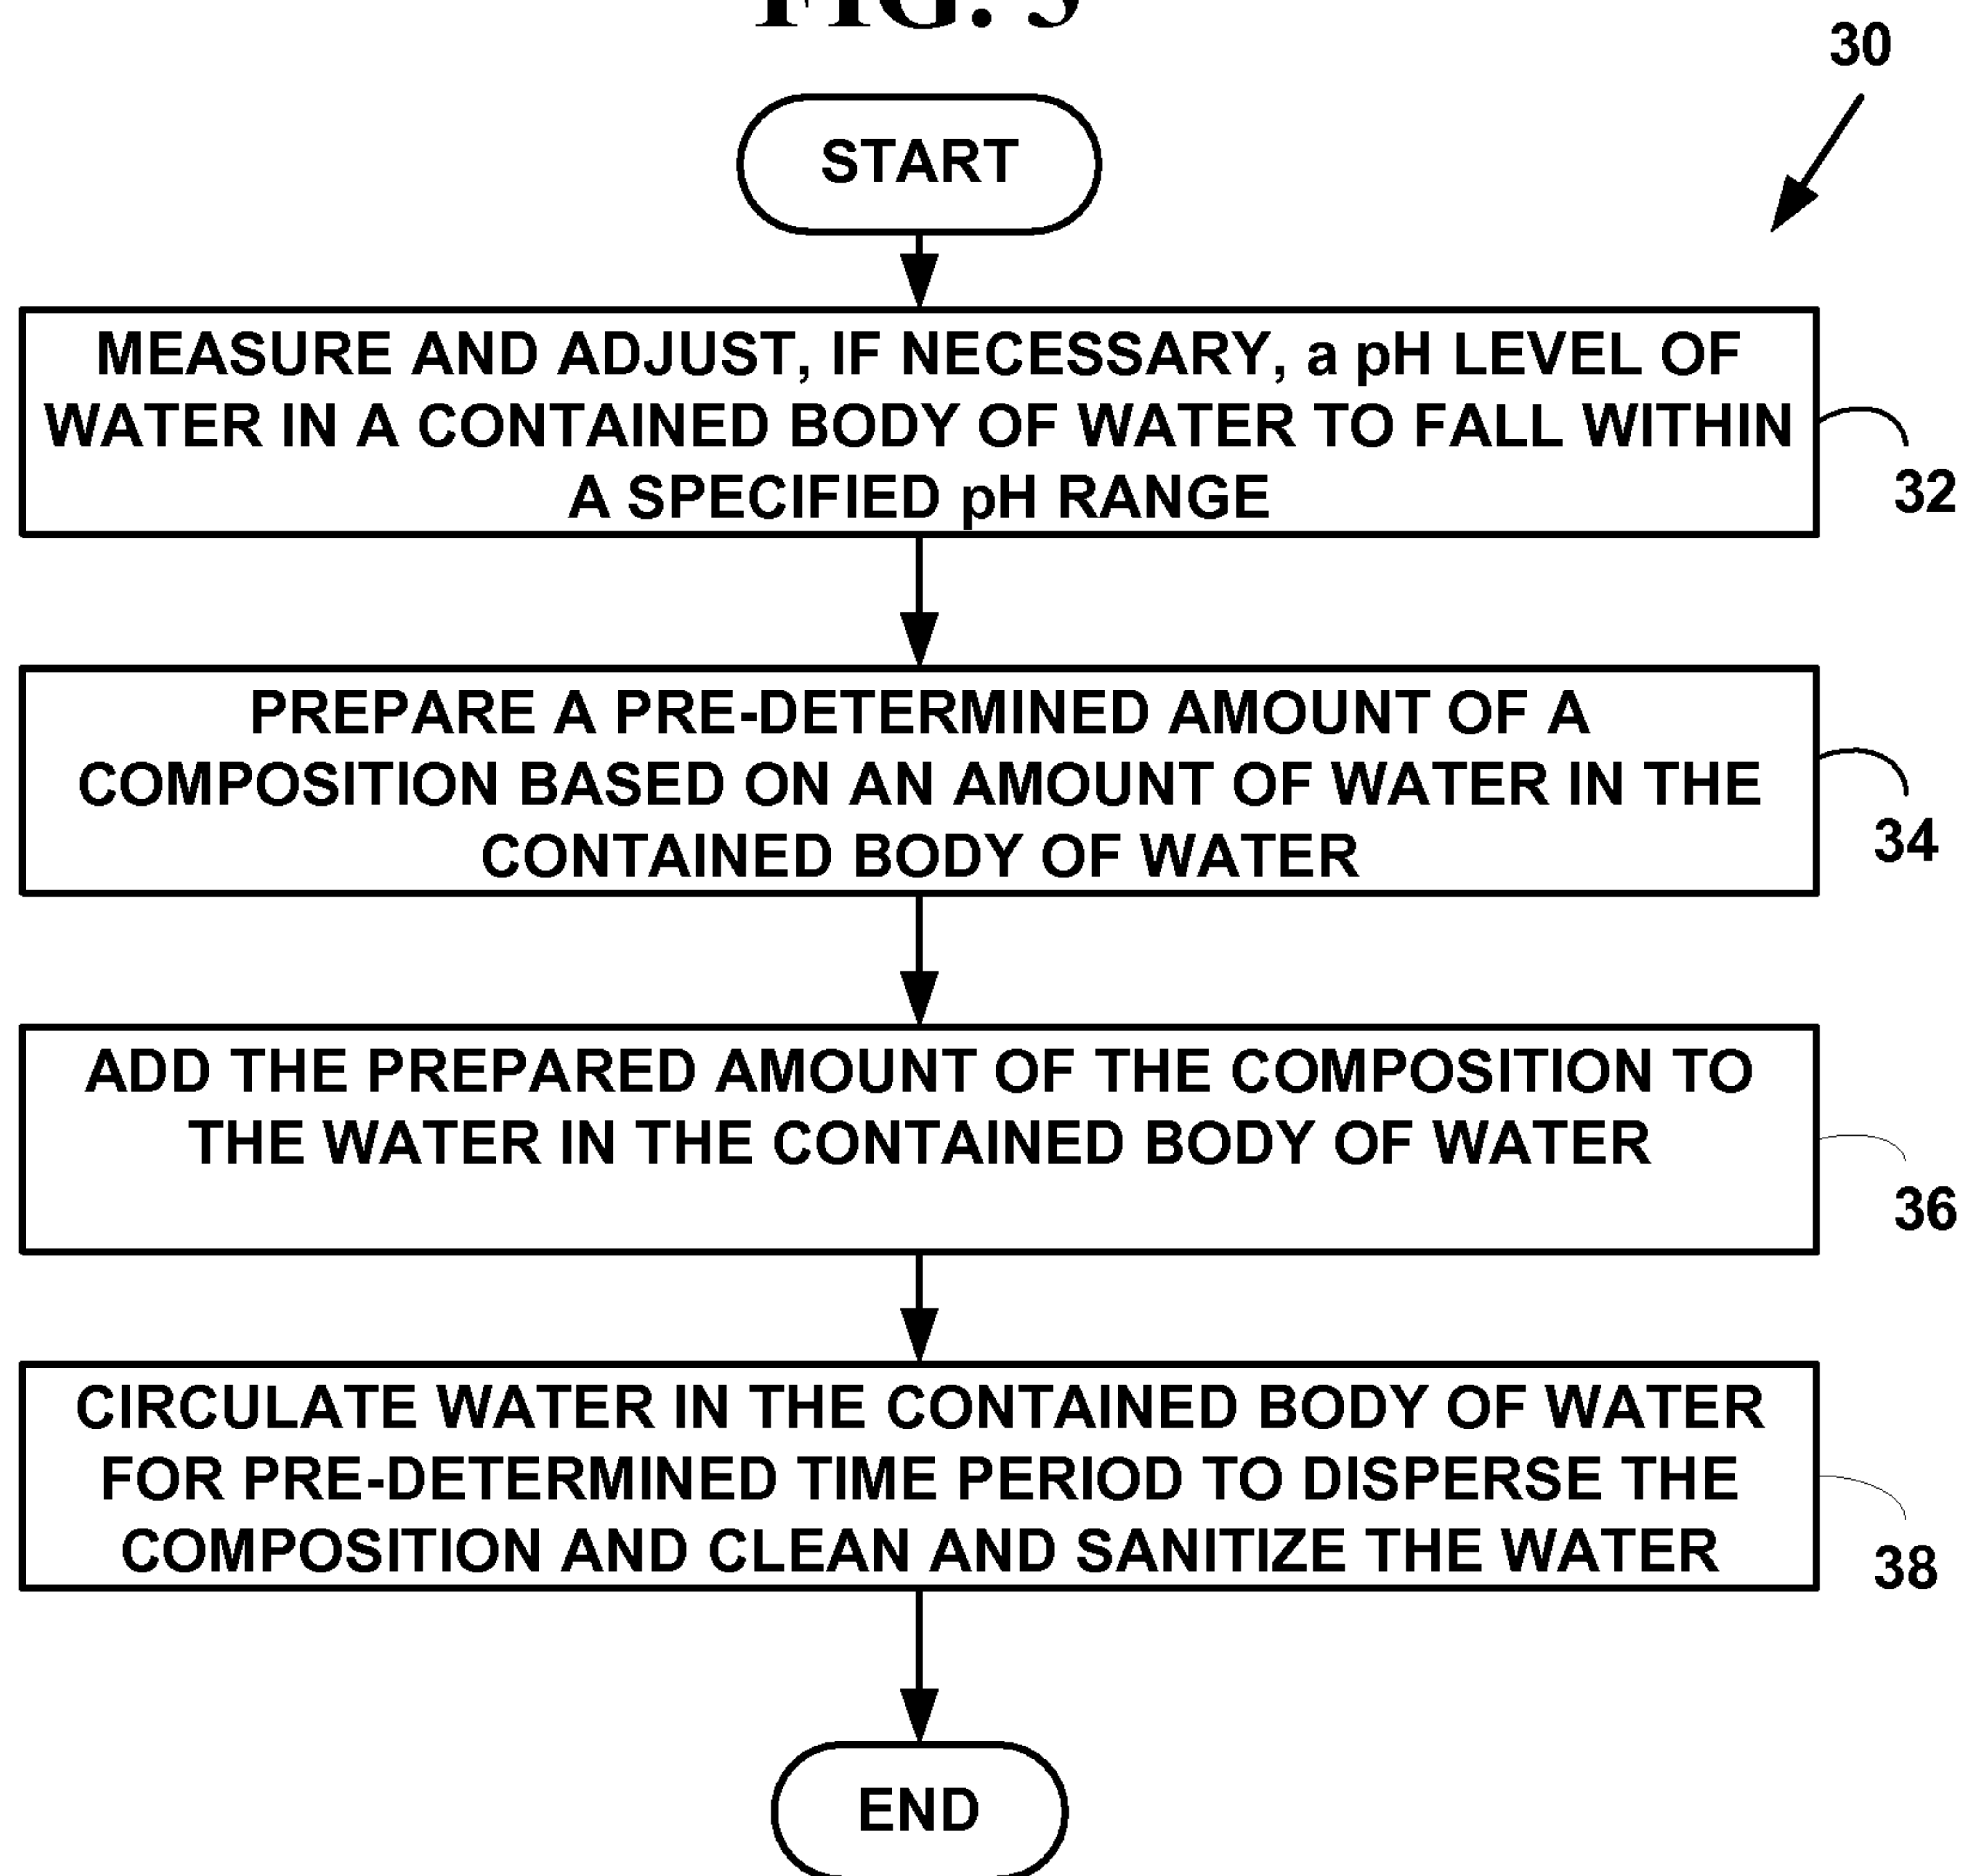 FIG.
30
START
MEASURE AND ADJUST, IF NECESSARY, a pH LEVEL OF
WATER IN A CONTAINED BODY OF WATER TO FALL WITHIN
A SPECIFIED pH RANGE
32
PREPARE A PRE-DETERMINED AMOUNT OF A
COMPOSITION BASED ON AN AMOUNT OF WATER IN THE
CONTAINED BODY OF WATER
34
ADD THE PREPARED AMOUNT OF THE COMPOSITION TO
THE WATER IN THE CONTAINED BODY OF WATER
36
CIRCULATE WATER IN THE CONTAINED BODY OF WATER
FOR PRE-DETERMINED TIME PERIOD TO DISPERSE THE
COMPOSITION AND CLEAN AND SANITIZE THE WATER
38
END